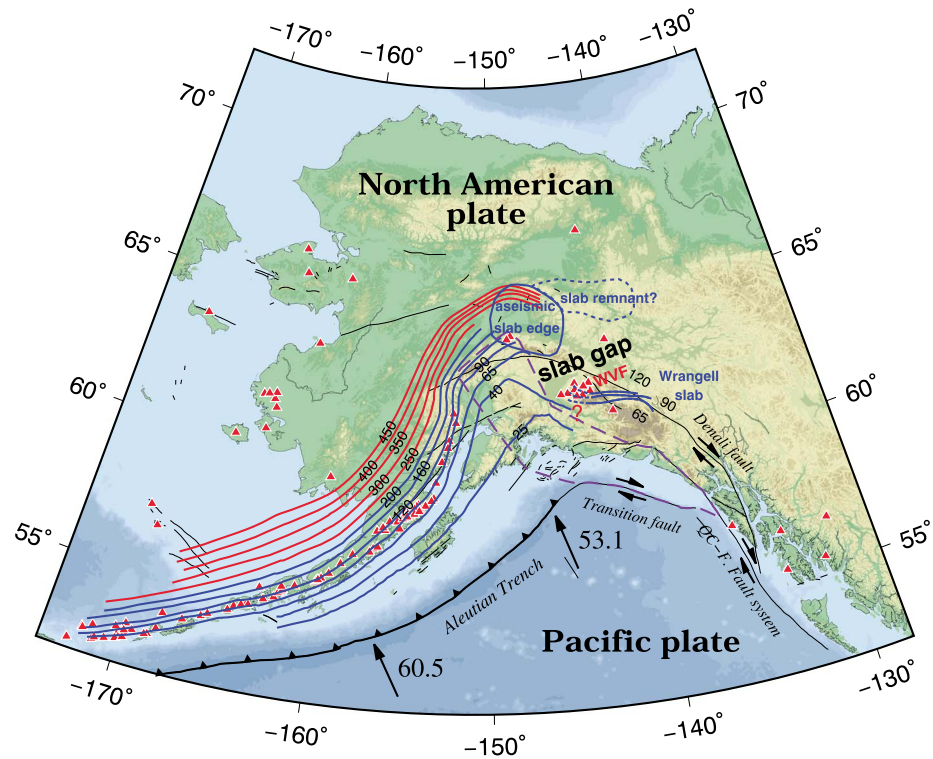 −170°
−160°
−150°
−140°
−130°
70°
70°
North American
plate
65°
65°
aseismic
slab edge
slab remnant?
slab gap
WVF
120
Wrangell
slab
90
65
?
90
65
40
25
60°
60°
Denali fault
450
400
350
300
250
200
160
120
55°
55°
Transition fault
QC - F. Fault system
53.1
Aleutian Trench
Pacific plate
60.5
−170°
−160°
−150°
−140°
−130°